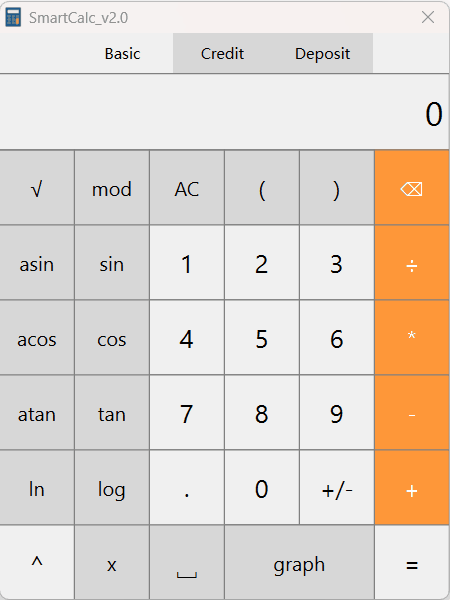 SmartCalc_v2.0
Basic Credit Deposit
0
√ mod AC ( ) ⌫
asin sin 1 2 3 ÷
acos cos 4 5 6 *
atan tan 7 8 9 -
ln log . 0 +/- +
^ x ⎵ graph =